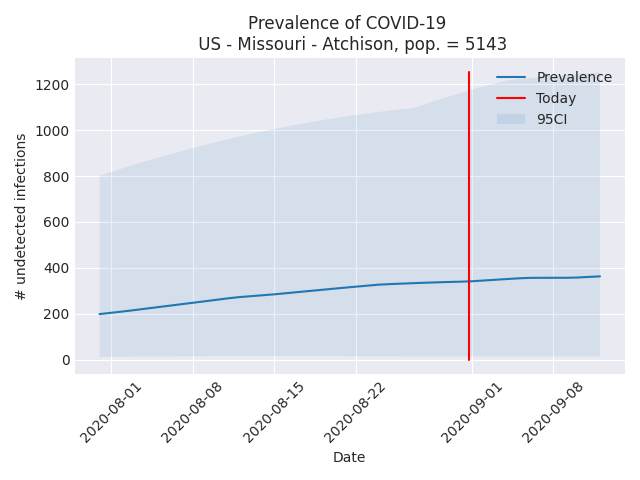 Prevalence of COVID-19
US - Missouri - Atchison, pop. = 5143
Prevalence
Today
95CI
# undetected infections
1200
1000
800
600
400
200
0
2020-08-01
2020-08-08
2020-08-15
2020-08-22
2020-09-01
2020-09-08
Date